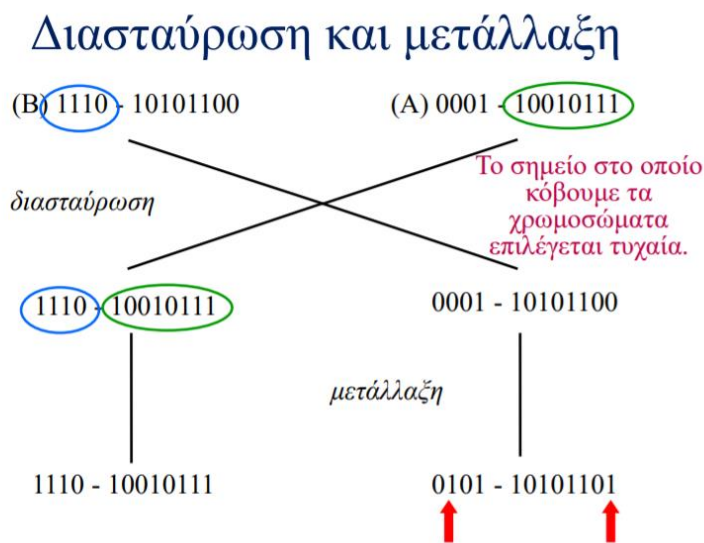 Διασταύρωση και μετάλλαξη
(B) 1110 - 10101100
(A) 0001 - 10010111
διασταύρωση
Το σημείο στο οποίο
κόβουμε τα
χρωμοσώματα
επιλέγεται τυχαία.
1110 - 10010111
0001 - 10101100
μετάλλαξη
1110 - 10010111
0101 - 10101101